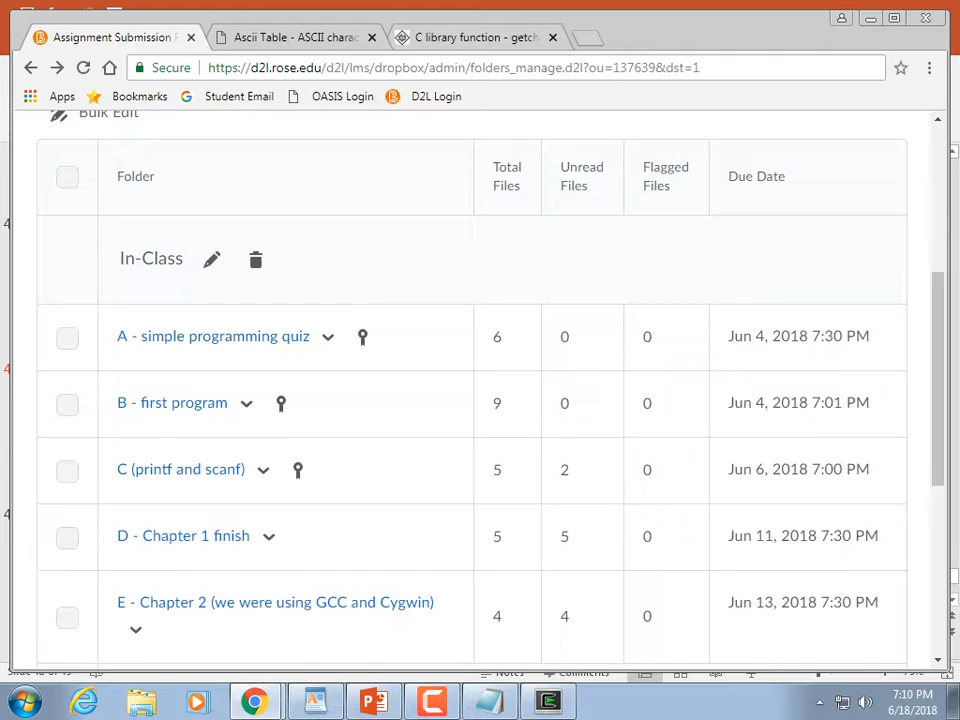 Assignment Submission F
Ascii Table - ASCII charac
C library function - getch
Secure https://d2l.rose.edu/d2l/lms/dropbox/admin/folders_manage.d2l?ou=137639&dst=1
Apps Bookmarks Student Email OASIS Login D2L Login
Bulk Edit
Folder Total Files Unread Files Flagged Files Due Date
In-Class
A - simple programming quiz 6 0 0 Jun 4, 2018 7:30 PM
B - first program 9 0 0 Jun 4, 2018 7:01 PM
C (printf and scanf) 5 2 0 Jun 6, 2018 7:00 PM
D - Chapter 1 finish 5 5 0 Jun 11, 2018 7:30 PM
E - Chapter 2 (we were using GCC and Cygwin) 4 4 0 Jun 13, 2018 7:30 PM
7:10 PM
6/18/2018